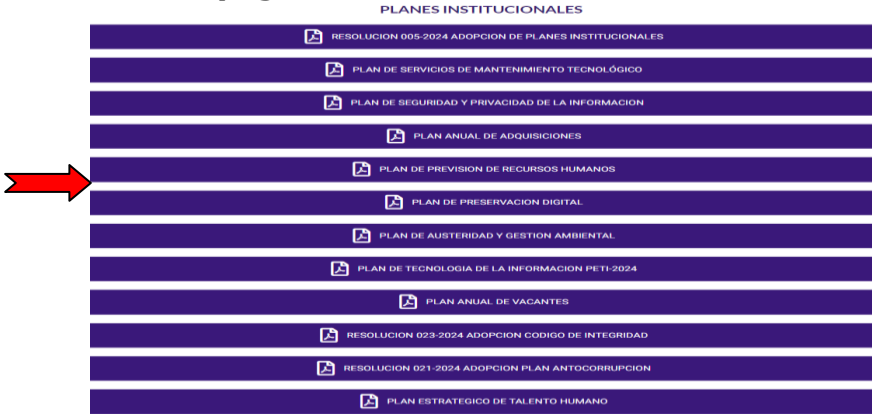 PLANES INSTITUCIONALES
RESOLUCION 005-2024 ADOPCION DE PLANES INSTITUCIONALES
PLAN DE SERVICIOS DE MANTENIMIENTO TECNOLÓGICO
PLAN DE SEGURIDAD Y PRIVACIDAD DE LA INFORMACION
PLAN ANUAL DE ADQUISICIONES
PLAN DE PREVISION DE RECURSOS HUMANOS
PLAN DE PRESERVACION DIGITAL
PLAN DE AUSTERIDAD Y GESTION AMBIENTAL
PLAN DE TECNOLOGIA DE LA INFORMACION PETI-2024
PLAN ANUAL DE VACANTES
RESOLUCION 023-2024 ADOPCION CODIGO DE INTEGRIDAD
RESOLUCION 021-2024 ADOPCION PLAN ANTOCORRUPCION
PLAN ESTRATEGICO DE TALENTO HUMANO